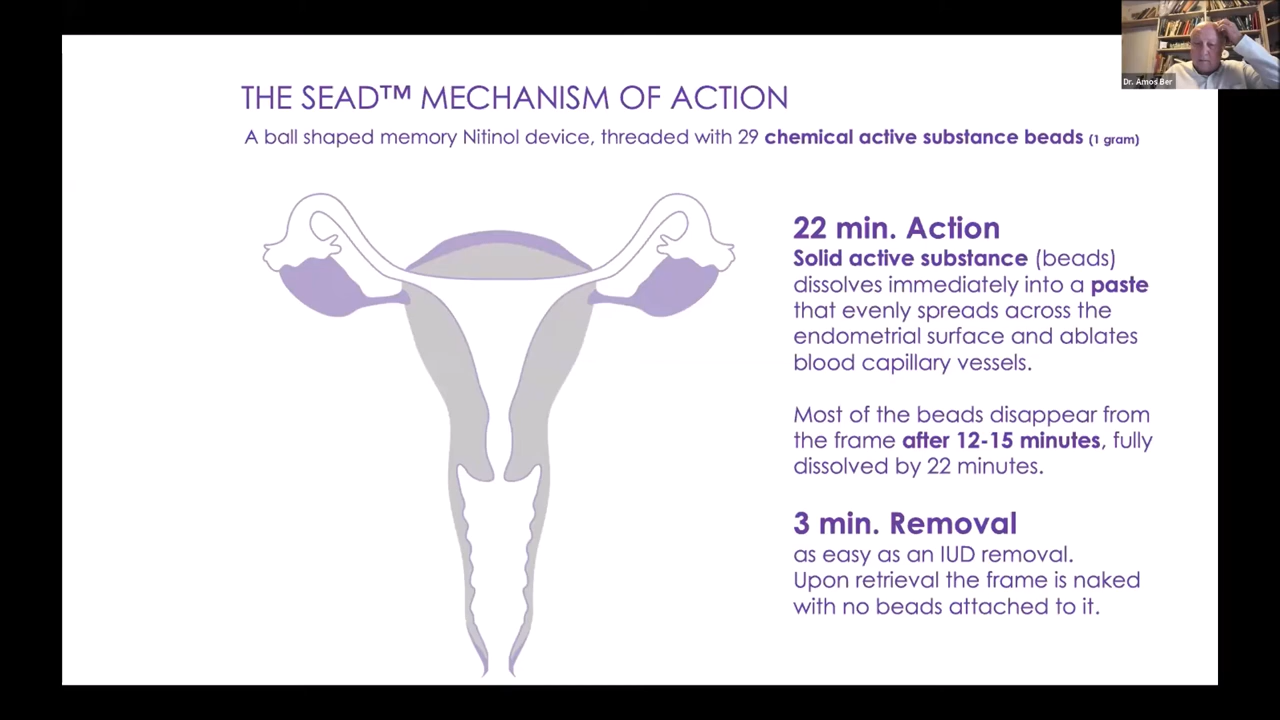 THE SEAD™ MECHANISM OF ACTION
A ball shaped memory Nitinol device, threaded with 29 chemical active substance beads (1 gram)
22 min. Action
Solid active substance (beads)
dissolves immediately into a paste
that evenly spreads across the
endometrial surface and ablates
blood capillary vessels.
Most of the beads disappear from
the frame after 12-15 minutes, fully
dissolved by 22 minutes.
3 min. Removal
as easy as an IUD removal.
Upon retrieval the frame is naked
with no beads attached to it.
Dr. Amos Ber